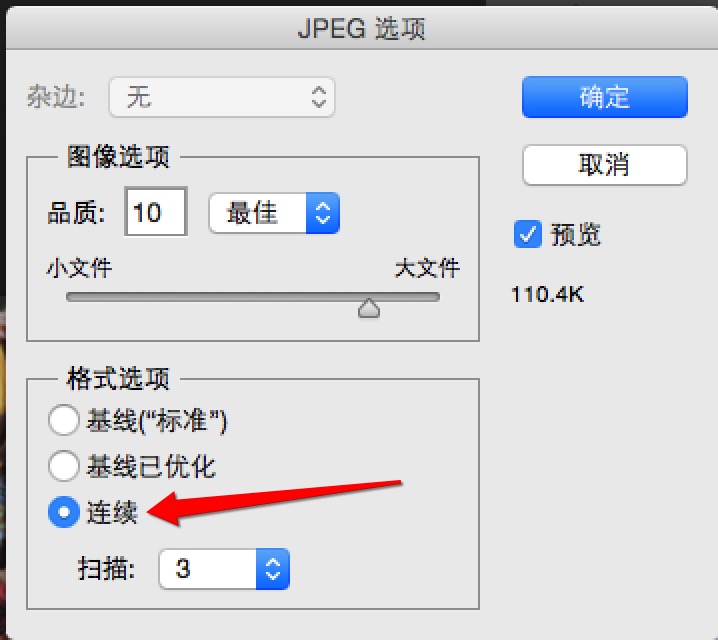 JPEG 选项
杂边: 无
确定
图像选项
取消
品质: 10 最佳
预览
小文件 大文件
110.4K
格式选项
基线(“标准”)
基线已优化
连续
扫描: 3